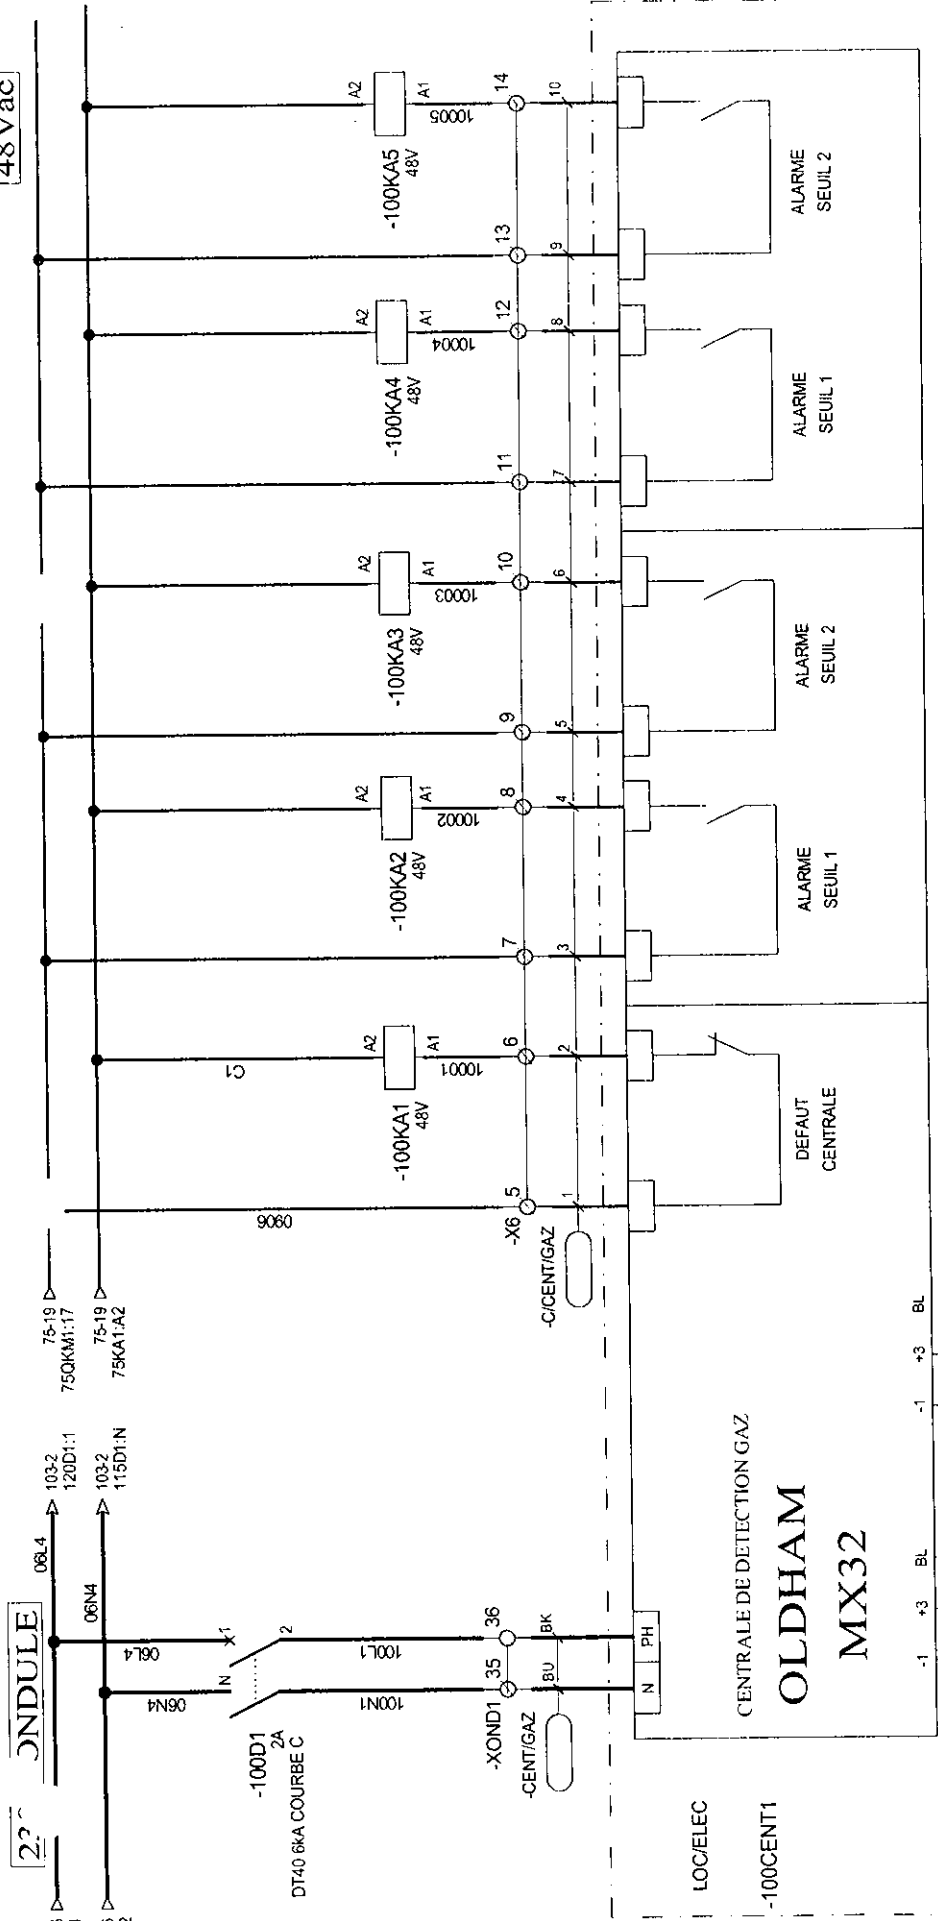 ONDULE
48Vac
06L4
103-2
120D1:1
06N4
103-2
115D1:N
75-19
75QKM1:17
75-19
75KA1:A2
06L4
1
2
06N4
N
-100D1
2A
DT40 6kA COURBE C
100L1
100N1
-XOND1
35
36
-CENT/GAZ
BU
BK
N
PH
0906
C1
A2
A1
-100KA1
48V
10001
A2
A1
-100KA2
48V
10002
A2
A1
-100KA3
48V
10003
A2
A1
-100KA4
48V
10004
A2
A1
-100KA5
48V
10005
-X6
5
6
7
8
9
10
11
12
13
14
-C/CENT/GAZ
1
2
3
4
5
6
7
8
9
10
DEFAUT
CENTRALE
ALARME
SEUIL 1
ALARME
SEUIL 2
ALARME
SEUIL 1
ALARME
SEUIL 2
LOC/ELEC
-100CENT1
CENTRALE DE DETECTION GAZ
OLDHAM
MX32
-1
+3
BL
-1
+3
BL